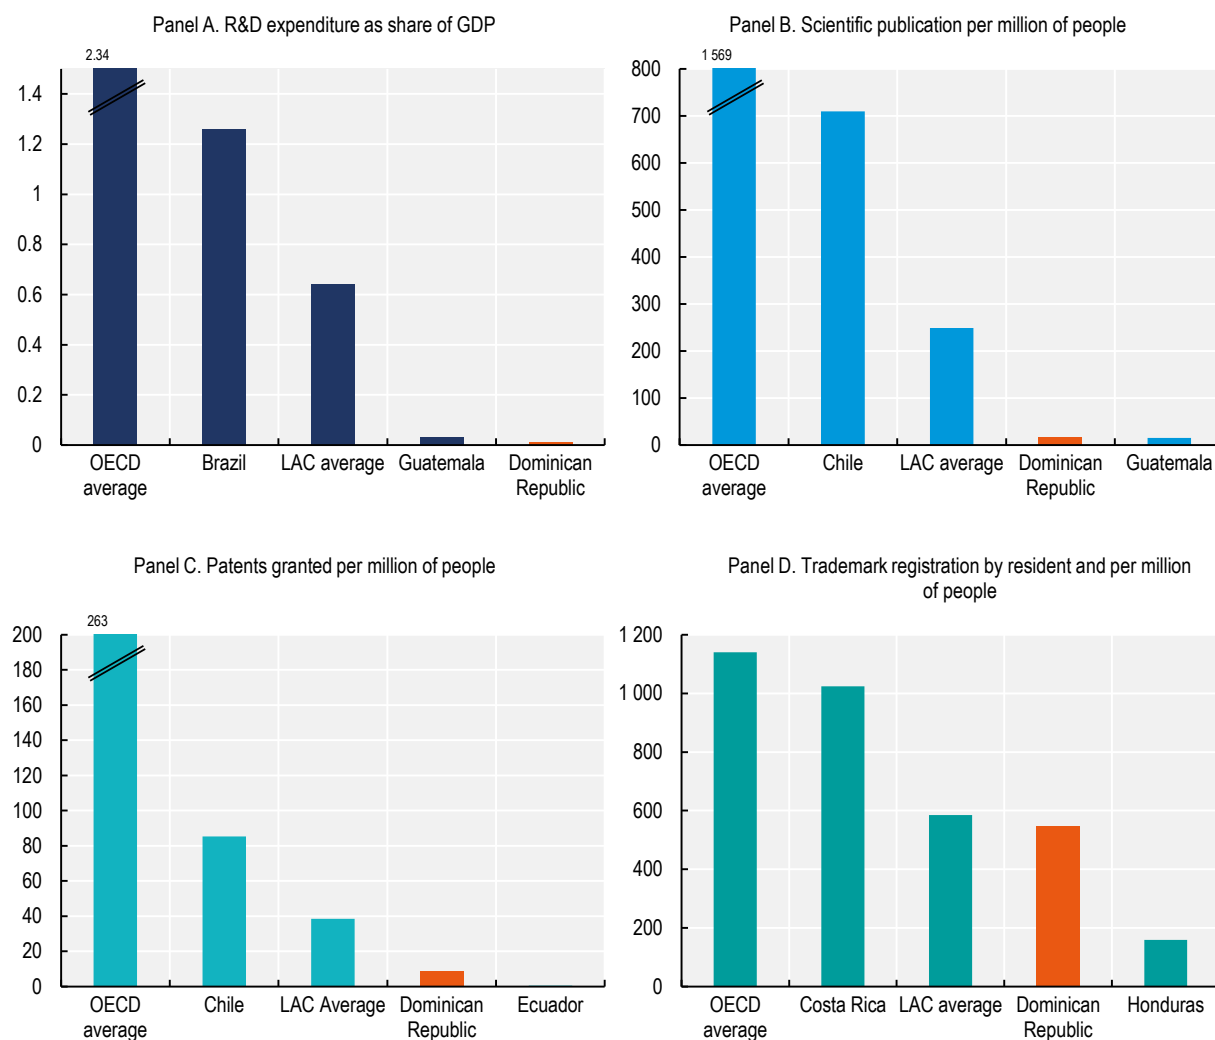 Panel A. R&D expenditure as share of GDP
2.34
1.4
1.2
1
0.8
0.6
0.4
0.2
0
OECD
average
Brazil
LAC average
Guatemala
Dominican
Republic
Panel B. Scientific publication per million of people
1 569
800
700
600
500
400
300
200
100
0
OECD
average
Chile
LAC average
Dominican
Republic
Guatemala
Panel C. Patents granted per million of people
263
200
180
160
140
120
100
80
60
40
20
0
OECD
average
Chile
LAC Average
Dominican
Republic
Ecuador
Panel D. Trademark registration by resident and per million
of people
1 200
1 000
800
600
400
200
0
OECD
average
Costa Rica
LAC average
Dominican
Republic
Honduras